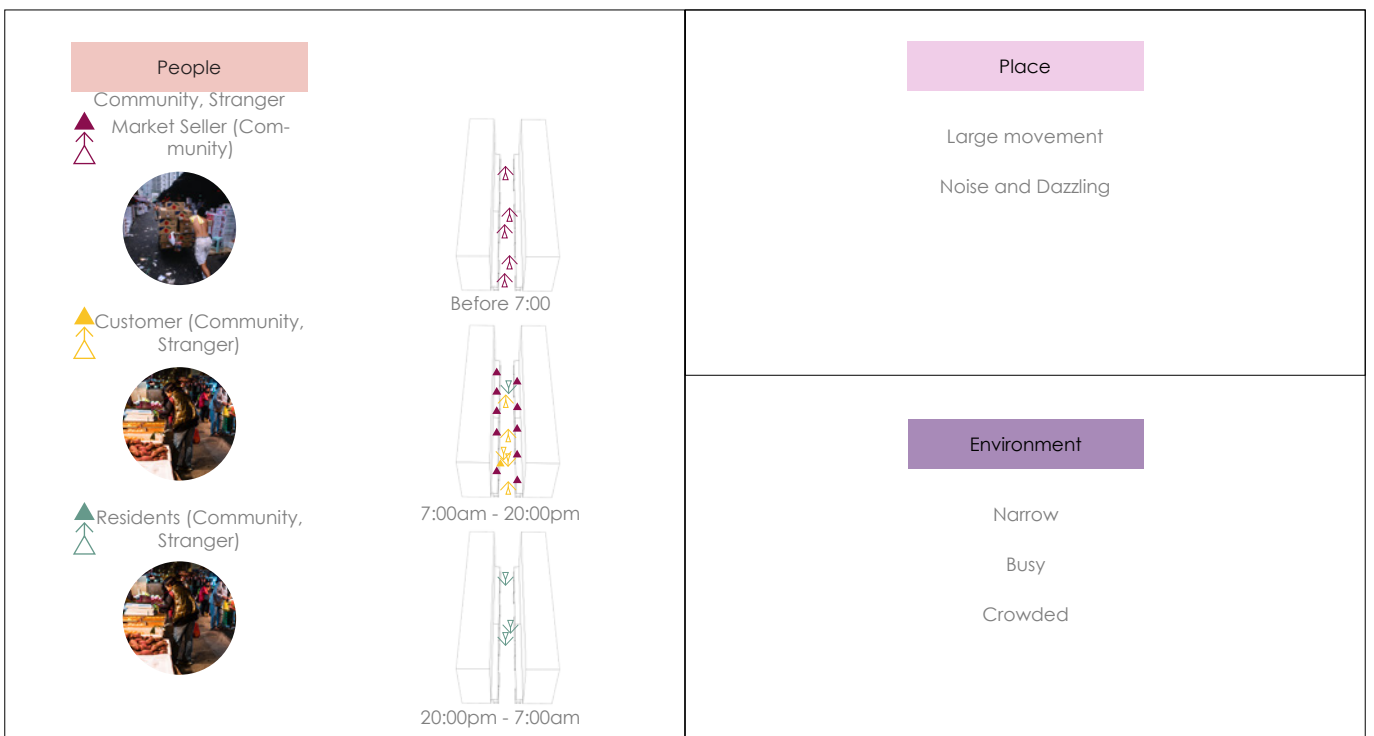 People
Community, Stranger
Market Seller (Com-
munity)
Before 7:00
Customer (Community,
Stranger)
7:00am - 20:00pm
Residents (Community,
Stranger)
20:00pm - 7:00am
Place
Large movement
Noise and Dazzling
Environment
Narrow
Busy
Crowded